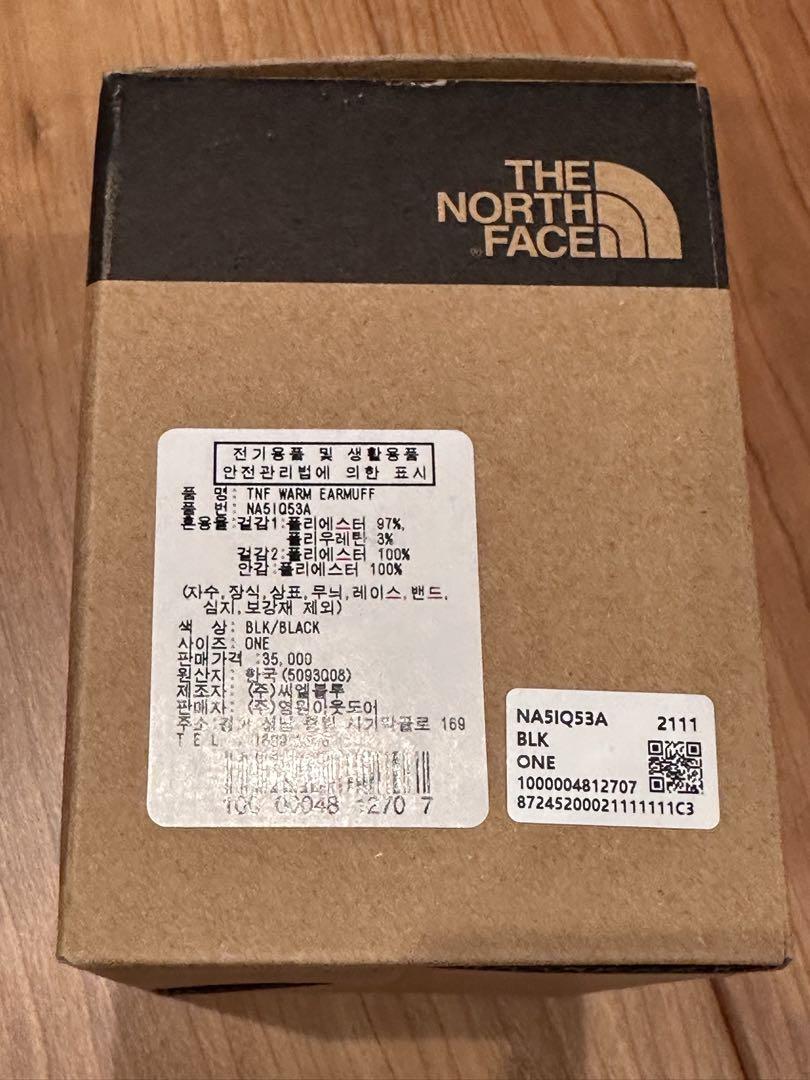 THE
NORTH
FACE
®
전기용품 및 생활용품
안전관리법에 의한 표시
품 명: TNF WARM EARMUFF
품 번: NA5IQ53A
혼용율:겉감1:폴리에스터 97%,
폴리우레탄 3%
겉감2:폴리에스터 100%
안감:폴리에스터 100%
(자수,장식,상표,무늬,레이스,밴드,
심지,보강재 제외)
색 상: BLK/BLACK
사이즈: ONE
판매가격 :35,000
원산지: 한국(5093Q08)
제조자: (주)씨엘블루
판매자: (주)영원아웃도어
주소: 169
TEL
NA5IQ53A 2111
BLK
ONE
1000004812707
87245200021111111C3